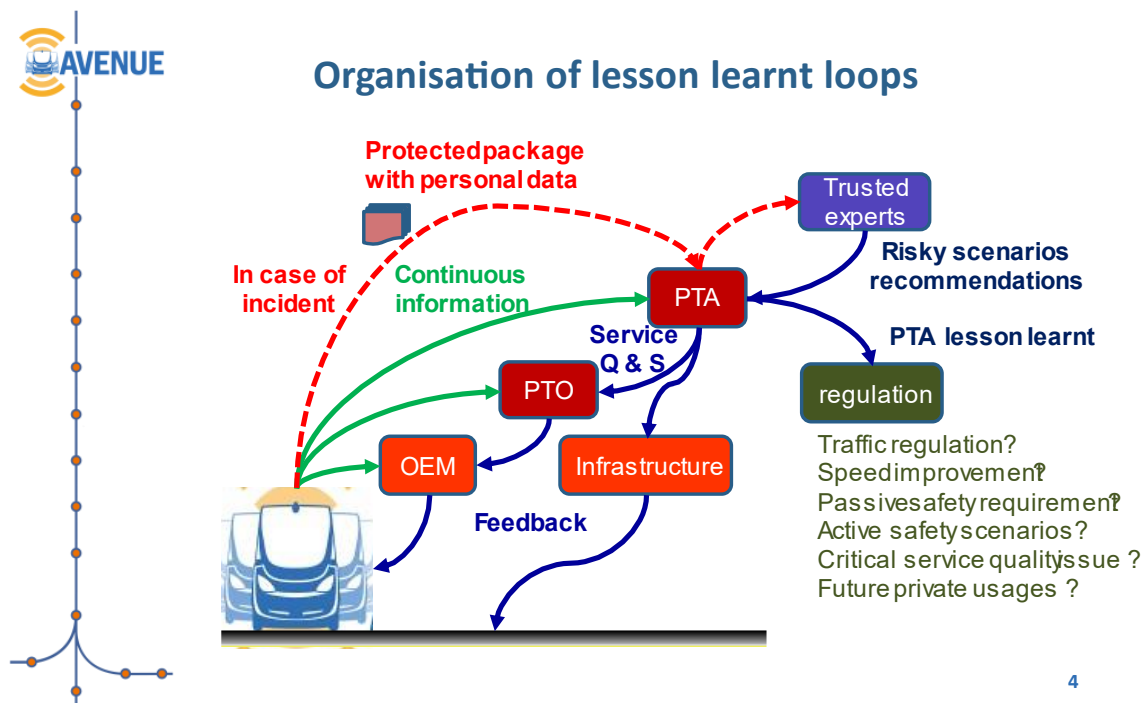 AVENUE
Organisation of lesson learnt loops
Protected package
with personal data
Trusted
experts
In case of
incident
Continuous
information
Risky scenarios
recommendations
PTA
Service
Q & S
PTA lesson learnt
PTO
regulation
OEM
Infrastructure
Feedback
Traffic regulation?
Speed improvement?
Passive safety requirement?
Active safety scenarios?
Critical service quality issue ?
Future private usages ?
4